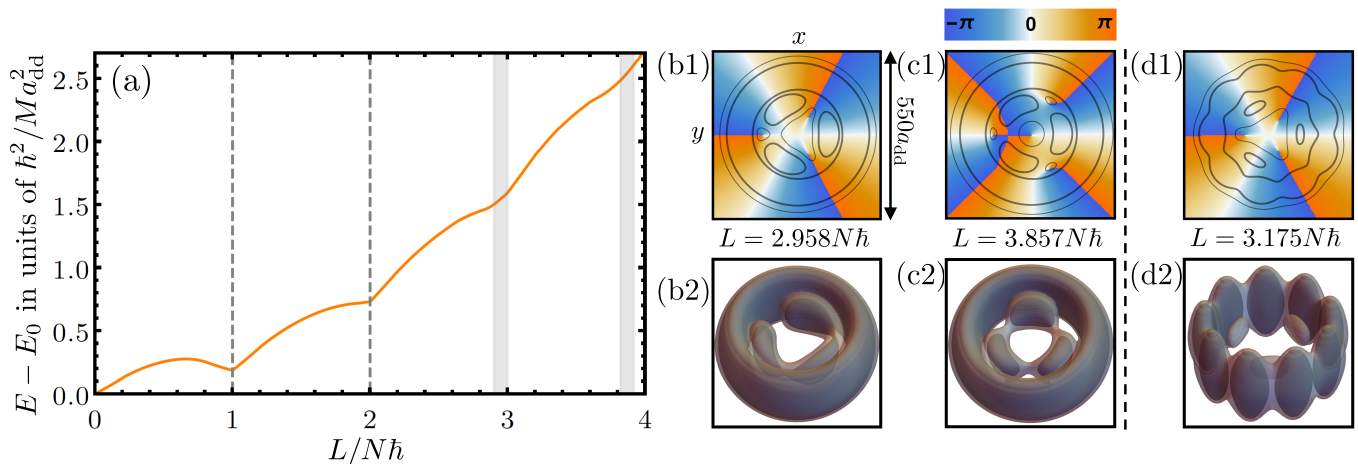 (a)
E − E₀ in units of ħ²/Ma²dd
2.5
2.0
1.5
1.0
0.5
0.0
0
1
2
3
4
L/Nħ
−π 0 π
x
(b1)
y
550a_dd
(c1)
(d1)
L = 2.958Nħ
L = 3.857Nħ
L = 3.175Nħ
(b2)
(c2)
(d2)